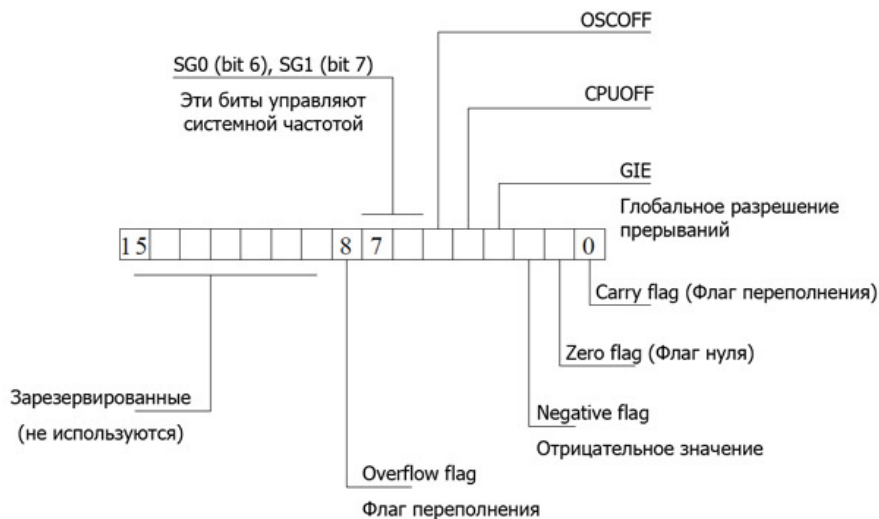 OSCOFF
SG0 (bit 6), SG1 (bit 7)
Эти биты управляют
системной частотой
CPUOFF
GIE
Глобальное разрешение
прерываний
15 8 7 0
Carry flag (Флаг переполнения)
Zero flag (Флаг нуля)
Зарезервированные
(не используются)
Negative flag
Отрицательное значение
Overflow flag
Флаг переполнения